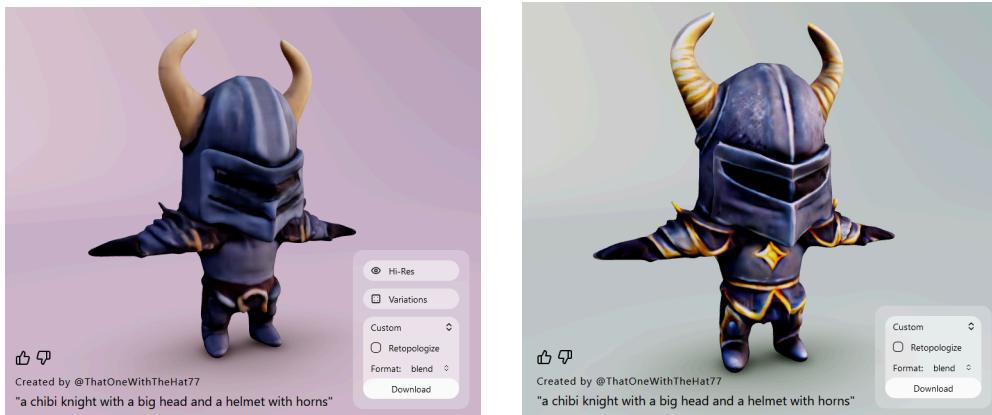 Hi-Res
Variations
Custom
Retopologize
Format: blend
Download
Created by @ThatOneWithTheHat77
"a chibi knight with a big head and a helmet with horns"
Custom
Retopologize
Format: blend
Download
Created by @ThatOneWithTheHat77
"a chibi knight with a big head and a helmet with horns"